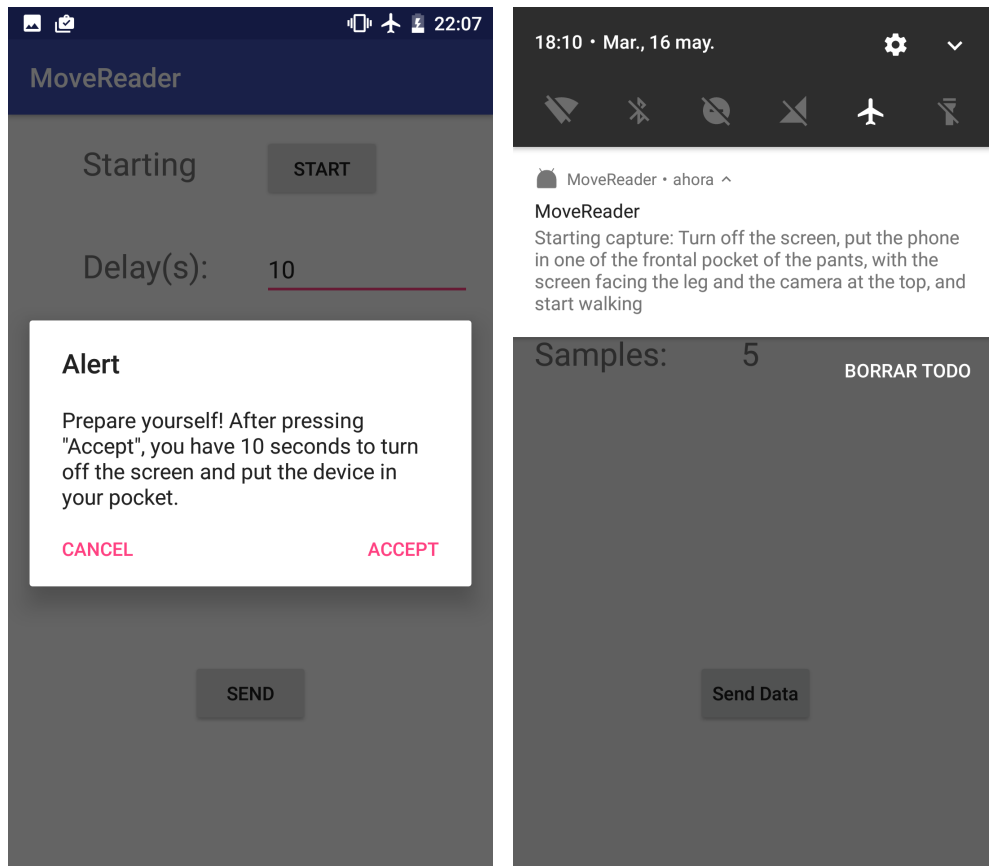 22:07
MoveReader
Starting
START
Delay(s):
10
Alert
Prepare yourself! After pressing
"Accept", you have 10 seconds to turn
off the screen and put the device in
your pocket.
CANCEL
ACCEPT
SEND
18:10 • Mar., 16 may.
MoveReader • ahora
MoveReader
Starting capture: Turn off the screen, put the phone
in one of the frontal pocket of the pants, with the
screen facing the leg and the camera at the top, and
start walking
Samples:
5
BORRAR TODO
Send Data